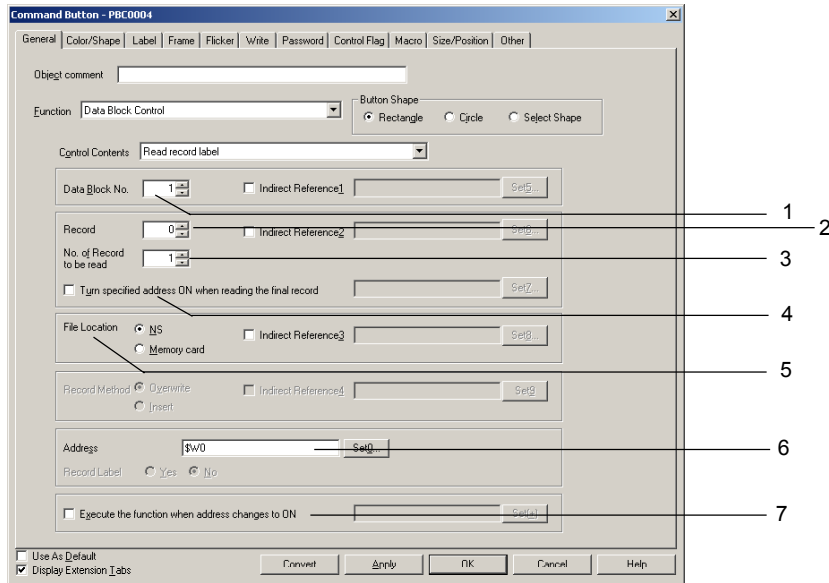 Command Button - PBC0004
General Color/Shape Label Frame Flicker Write Password Control Flag Macro Size/Position Other
Object comment
Function Data Block Control
Button Shape
Rectangle Circle Select Shape
Control Contents Read record label
Data Block No. 1 Indirect Reference1 Set5...
1
Record 0 Indirect Reference2 Set6...
2
No. of Record
to be read 1
3
Turn specified address ON when reading the final record Set7...
4
File Location NS Indirect Reference3 Set8...
Memory card
5
Record Method Overwrite Indirect Reference4 Set9
Insert
Address $W0 Set0...
6
Record Label Yes No
Execute the function when address changes to ON Set(+)
7
Use As Default
Display Extension Tabs
Convert Apply OK Cancel Help